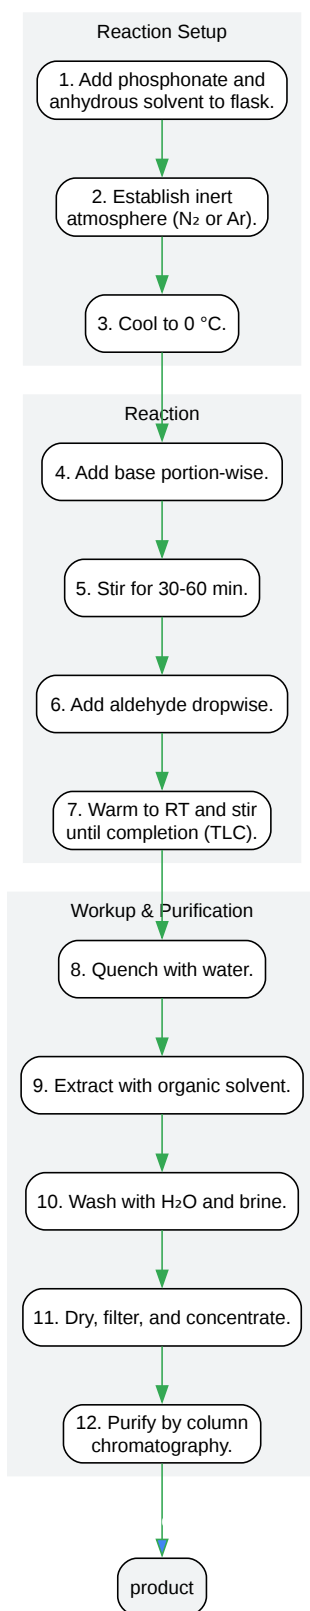 Reaction Setup
1. Add phosphonate and
anhydrous solvent to flask.
2. Establish inert
atmosphere (N₂ or Ar).
3. Cool to 0 °C.
Reaction
4. Add base portion-wise.
5. Stir for 30-60 min.
6. Add aldehyde dropwise.
7. Warm to RT and stir
until completion (TLC).
Workup & Purification
8. Quench with water.
9. Extract with organic solvent.
10. Wash with H₂O and brine.
11. Dry, filter, and concentrate.
12. Purify by column
chromatography.
product